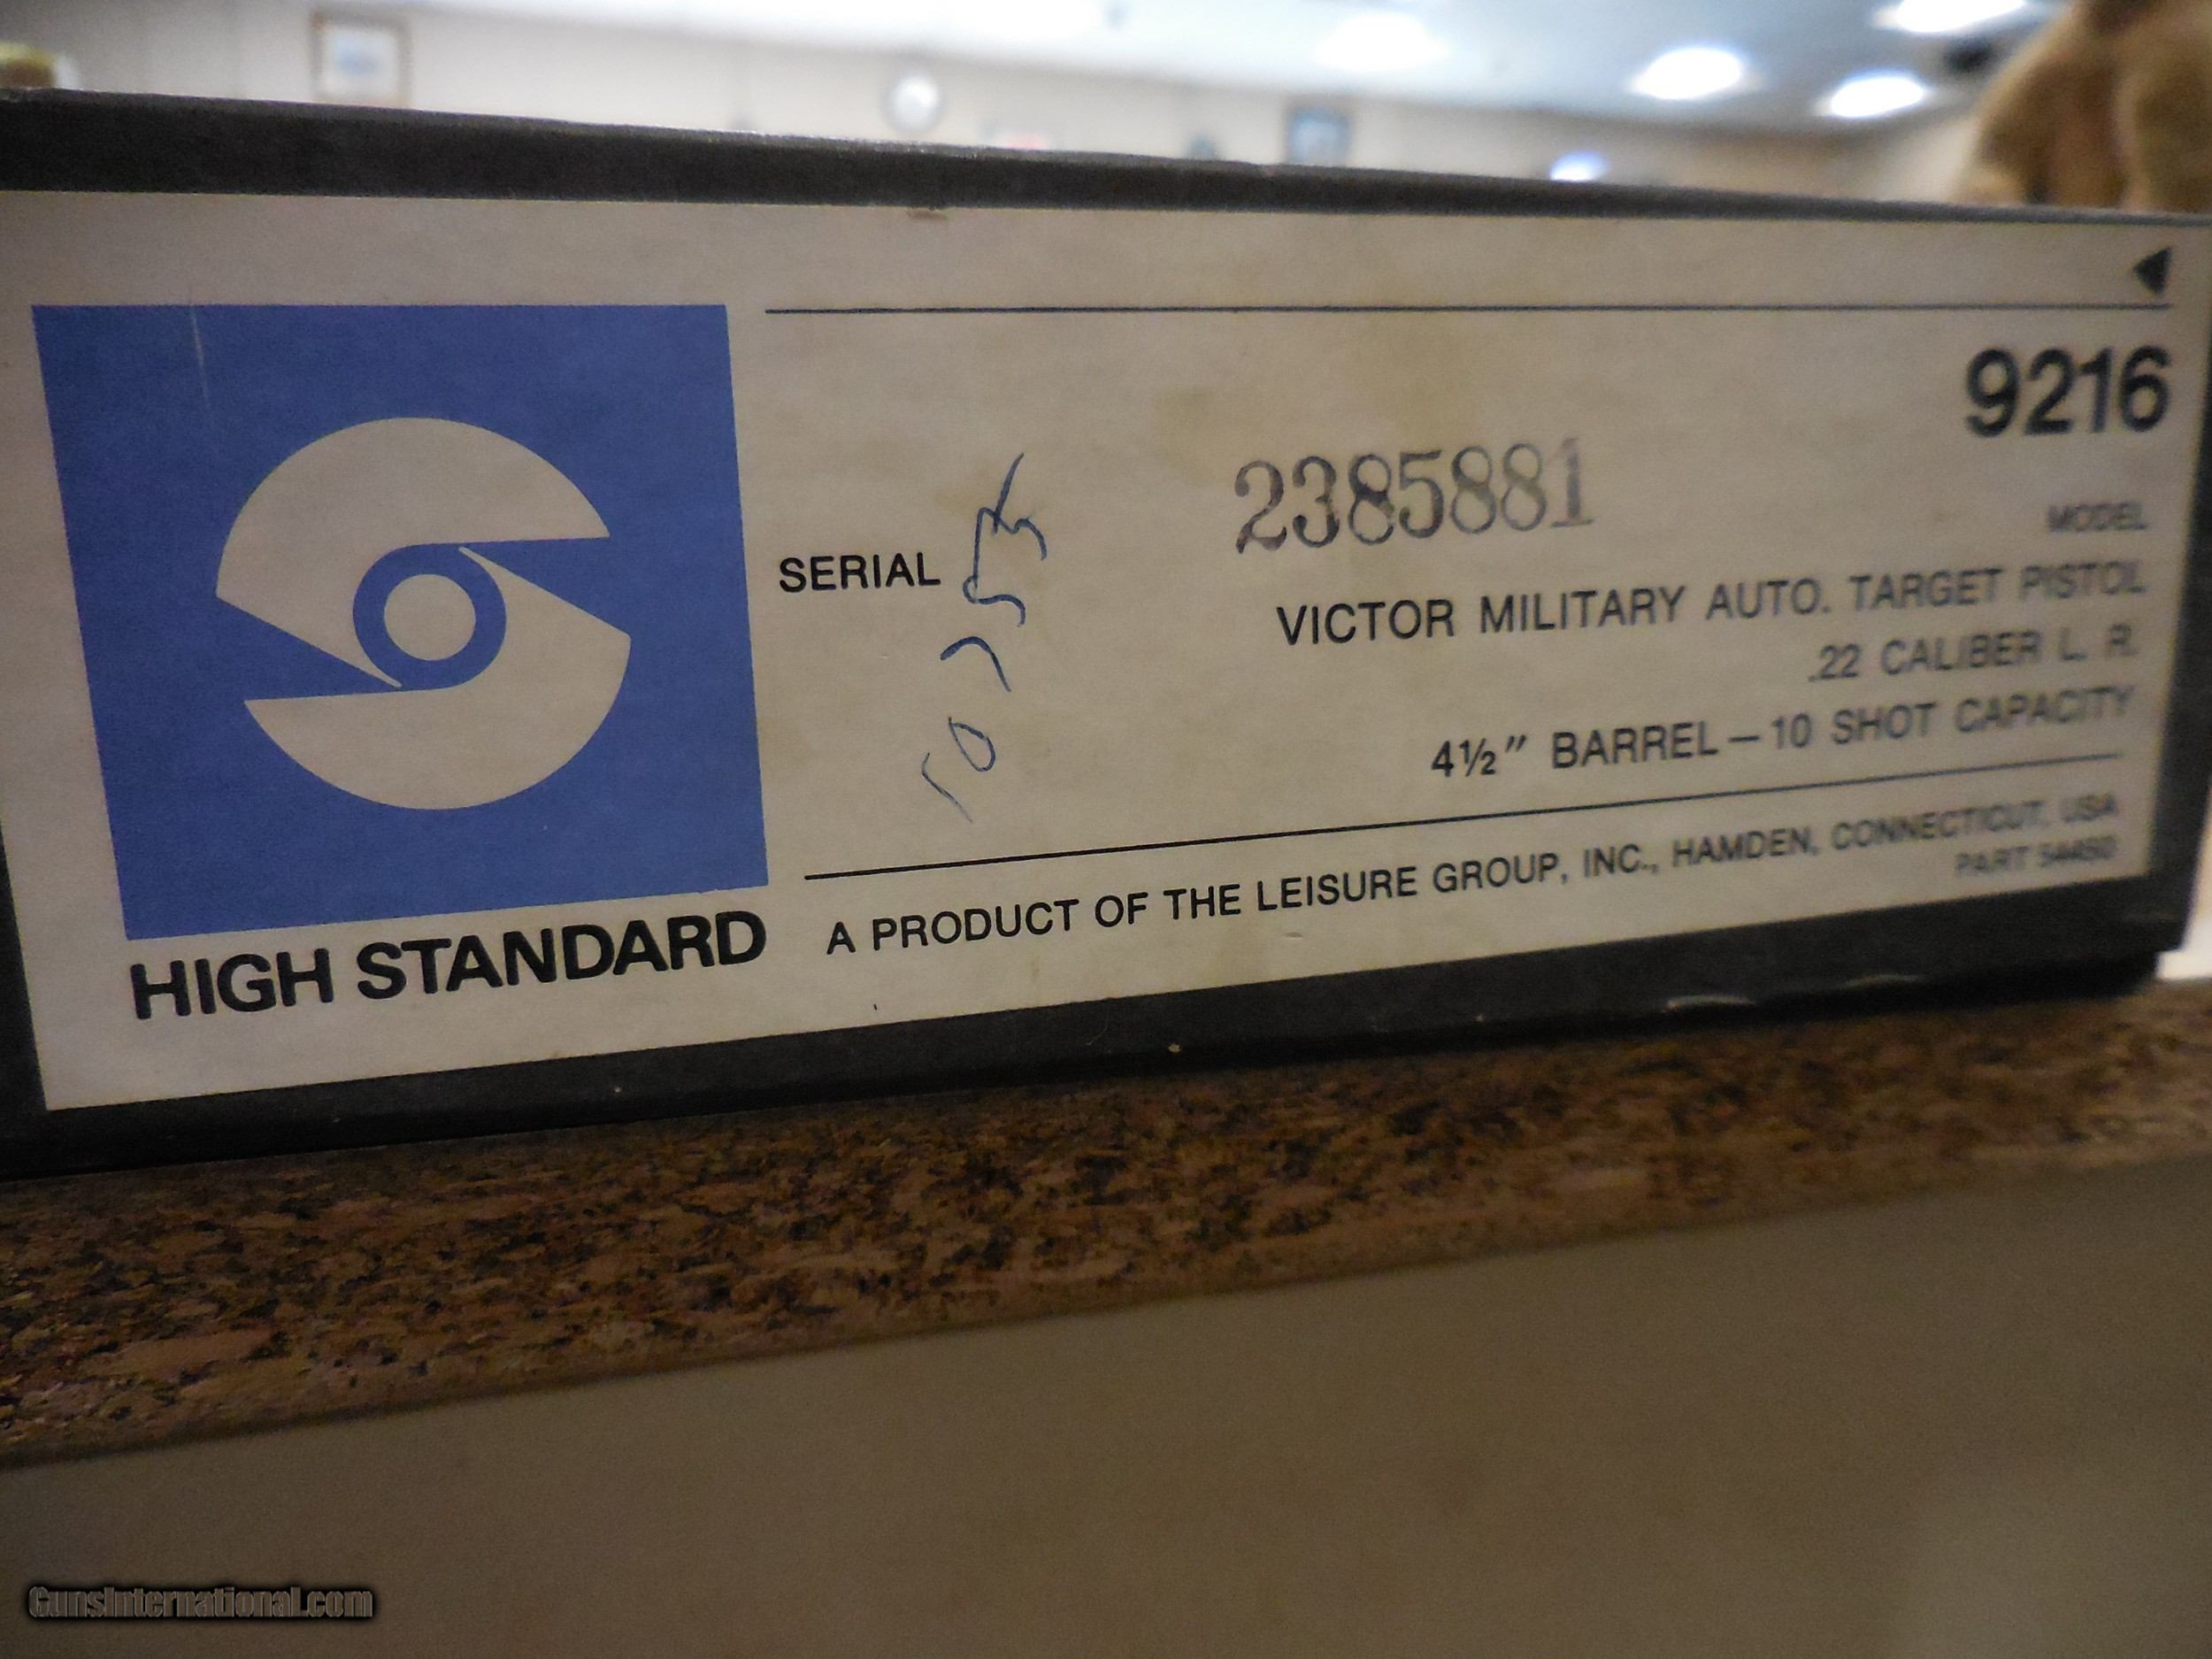 9216
2385881
MODEL
SERIAL
VICTOR MILITARY AUTO. TARGET PISTOL
.22 CALIBER L. R.
4½" BARREL – 10 SHOT CAPACITY
HIGH STANDARD
A PRODUCT OF THE LEISURE GROUP, INC., HAMDEN, CONNECTICUT, USA
PART
GunsInternational.com